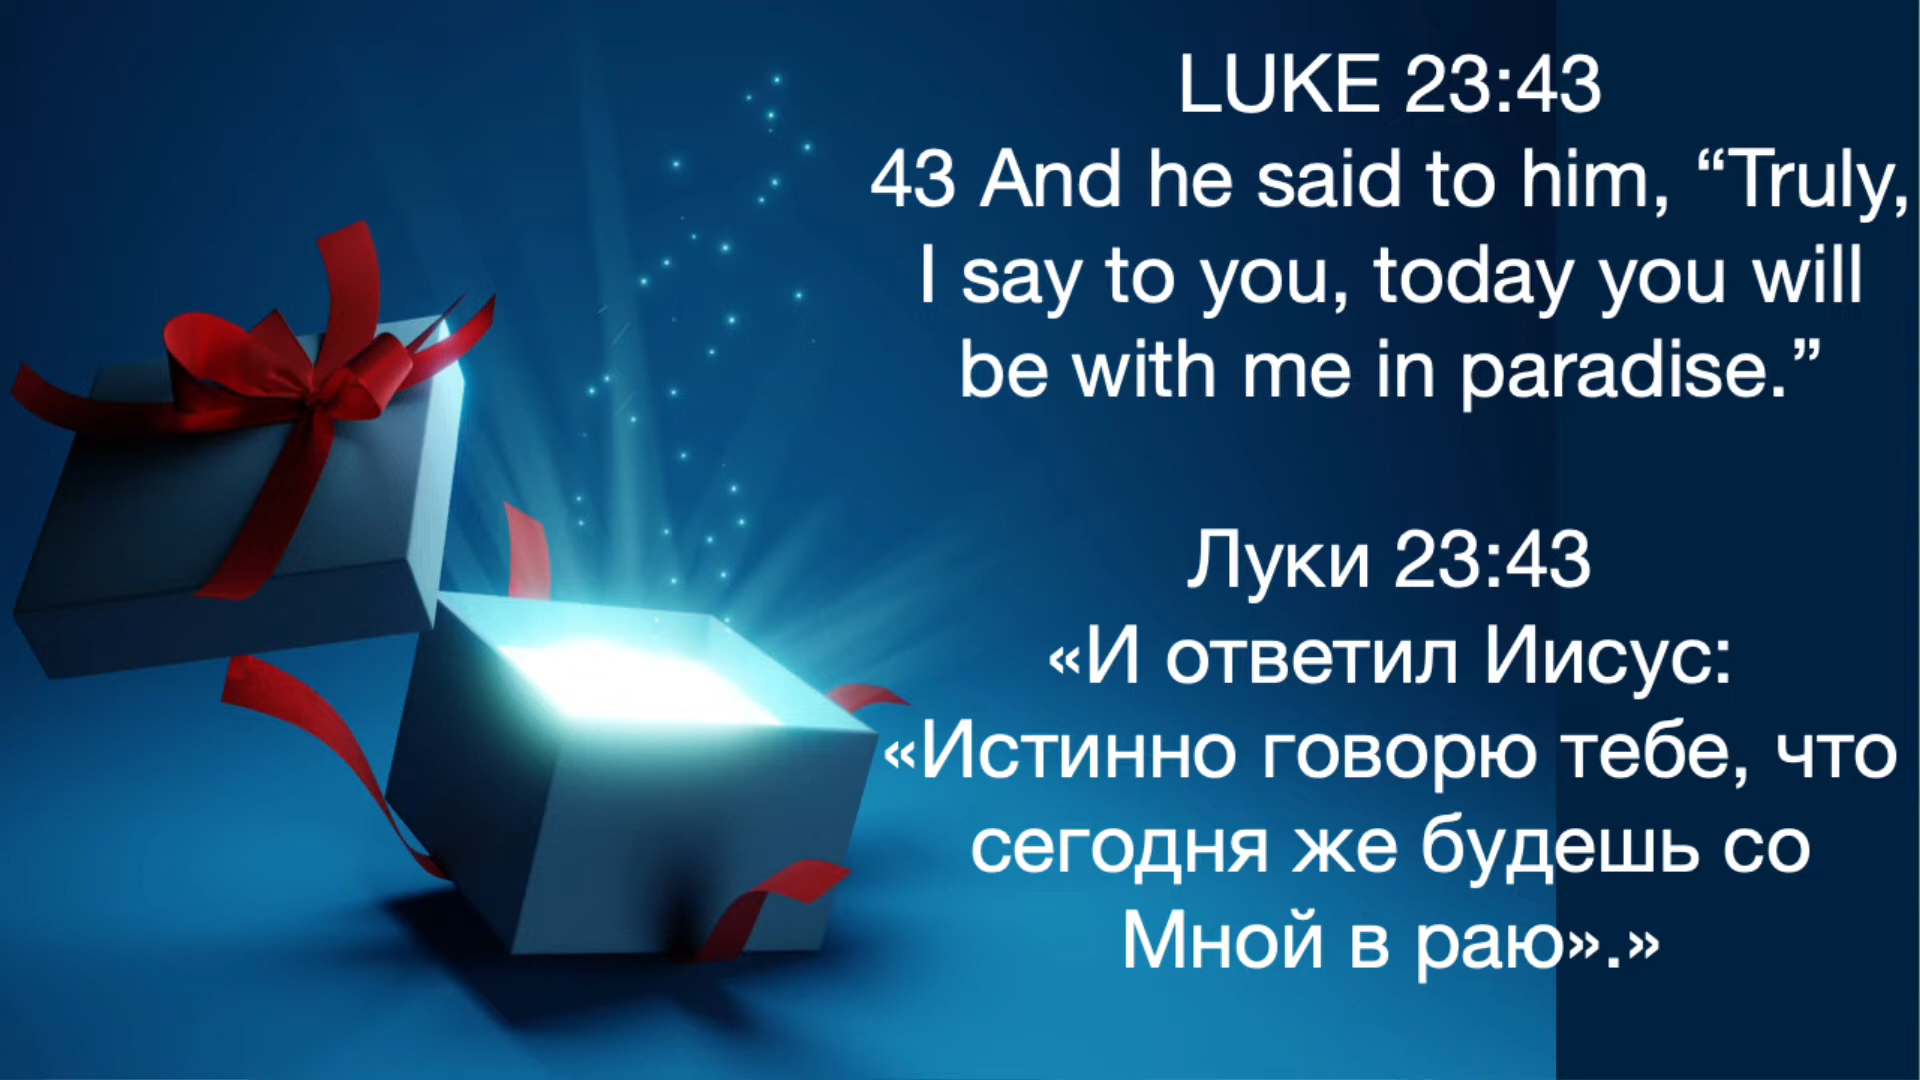 LUKE 23:43
43 And he said to him, “Truly,
I say to you, today you will
be with me in paradise.”
Луки 23:43
«И ответил Иисус:
«Истинно говорю тебе, что
сегодня же будешь со
Мной в раю».»